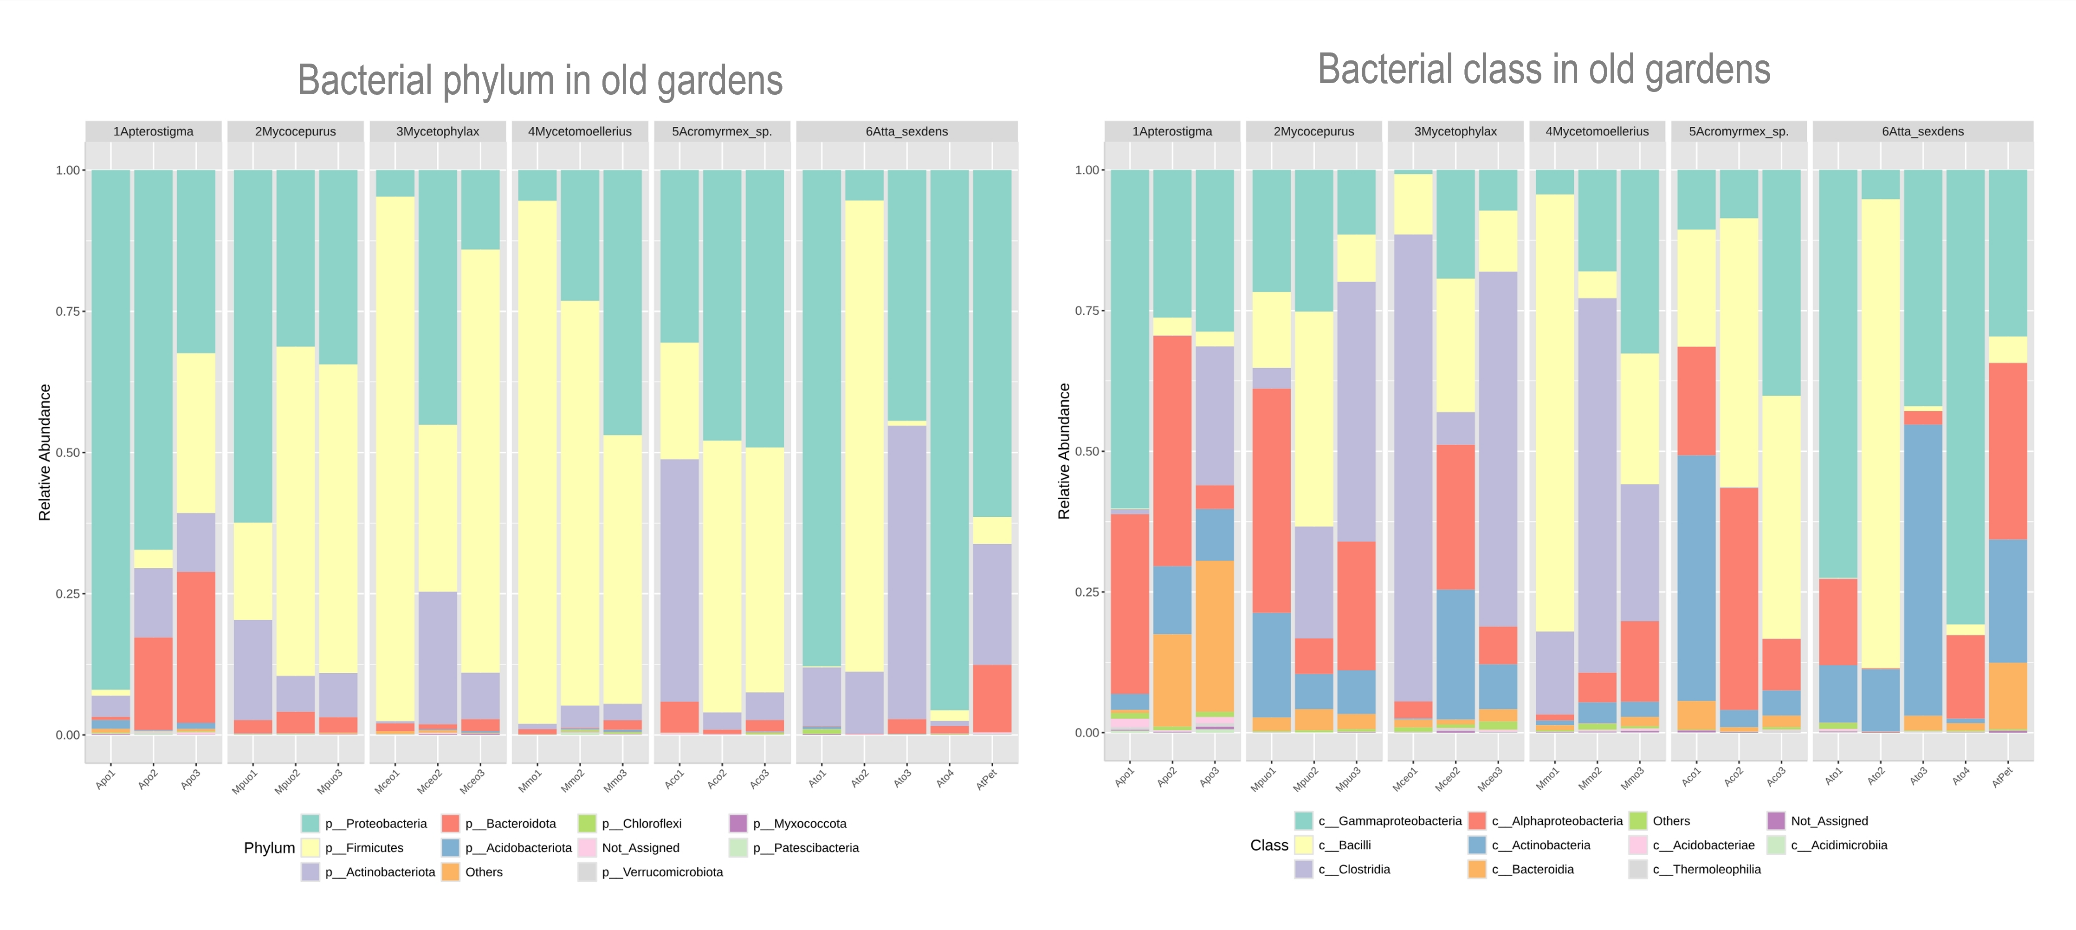 Bacterial phylum in old gardens
1Apterostigma 2Mycocepurus 3Mycetophylax 4Mycetomoellerius 5Acromyrmex_sp. 6Atta_sexdens
1.00
0.75
0.50
0.25
0.00
Relative Abundance
Apo1 Apo2 Apo3 Mpuo1 Mpuo2 Mpuo3 Mceo1 Mceo2 Mceo3 Mmo1 Mmo2 Mmo3 Aco1 Aco2 Aco3 Ato1 Ato2 Ato3 Ato4 AtPet
Phylum
p__Proteobacteria p__Bacteroidota p__Chloroflexi p__Myxococcota
p__Firmicutes p__Acidobacteriota Not_Assigned p__Patescibacteria
p__Actinobacteriota Others p__Verrucomicrobiota
Bacterial class in old gardens
1Apterostigma 2Mycocepurus 3Mycetophylax 4Mycetomoellerius 5Acromyrmex_sp. 6Atta_sexdens
1.00
0.75
0.50
0.25
0.00
Relative Abundance
Apo1 Apo2 Apo3 Mpuo1 Mpuo2 Mpuo3 Mceo1 Mceo2 Mceo3 Mmo1 Mmo2 Mmo3 Aco1 Aco2 Aco3 Ato1 Ato2 Ato3 Ato4 AtPet
Class
c__Gammaproteobacteria c__Alphaproteobacteria Others Not_Assigned
c__Bacilli c__Actinobacteria c__Acidobacteriae c__Acidimicrobiia
c__Clostridia c__Bacteroidia c__Thermoleophilia